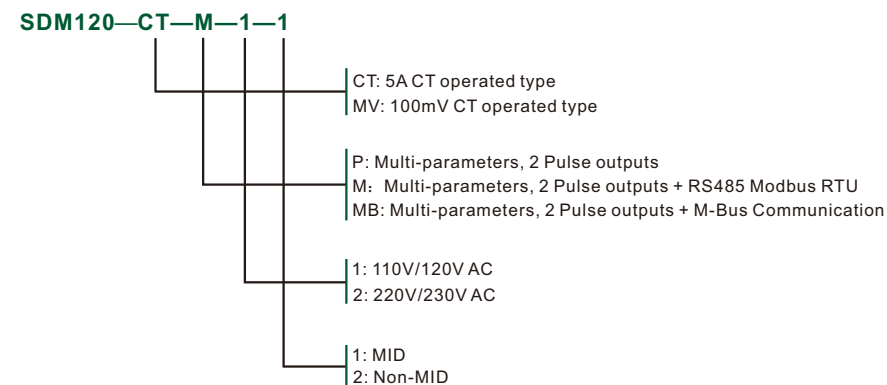 SDM120—CT—M—1—1
CT: 5A CT operated type
MV: 100mV CT operated type
P: Multi-parameters, 2 Pulse outputs
M：Multi-parameters, 2 Pulse outputs + RS485 Modbus RTU
MB: Multi-parameters, 2 Pulse outputs + M-Bus Communication
1: 110V/120V AC
2: 220V/230V AC
1: MID
2: Non-MID